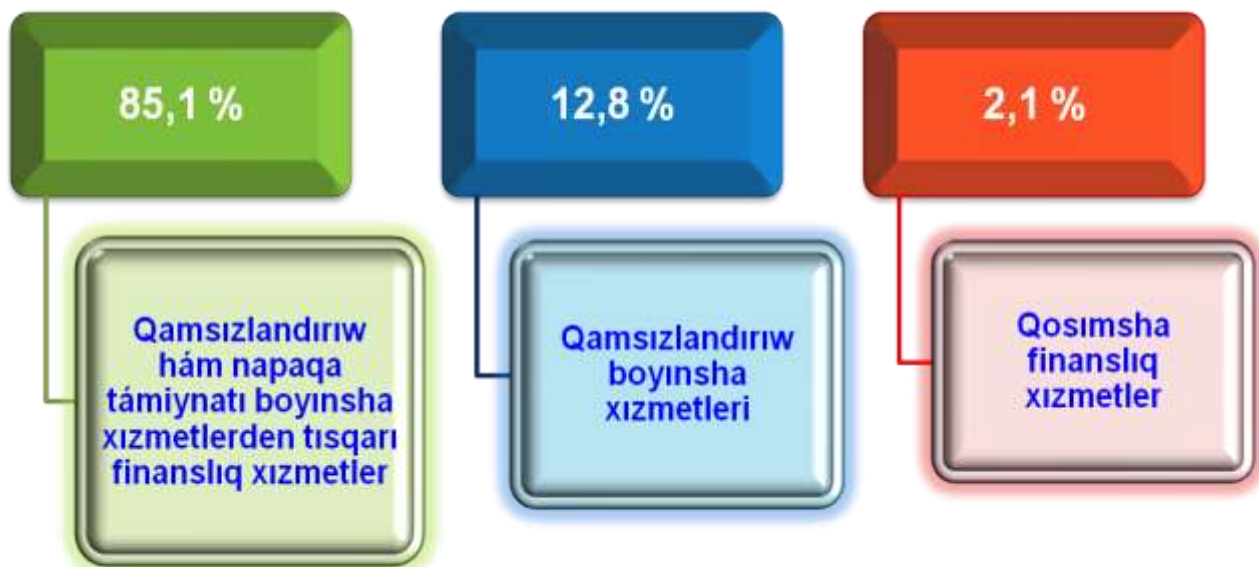 85,1 %
12,8 %
2,1 %
Qamsızlandırıw
hám napaqa
támiynatı boyınsha
xızmetlerden tısqarı
finanslıq xızmetler
Qamsızlandırıw
boyınsha
xızmetleri
Qosımsha
finanslıq
xızmetler